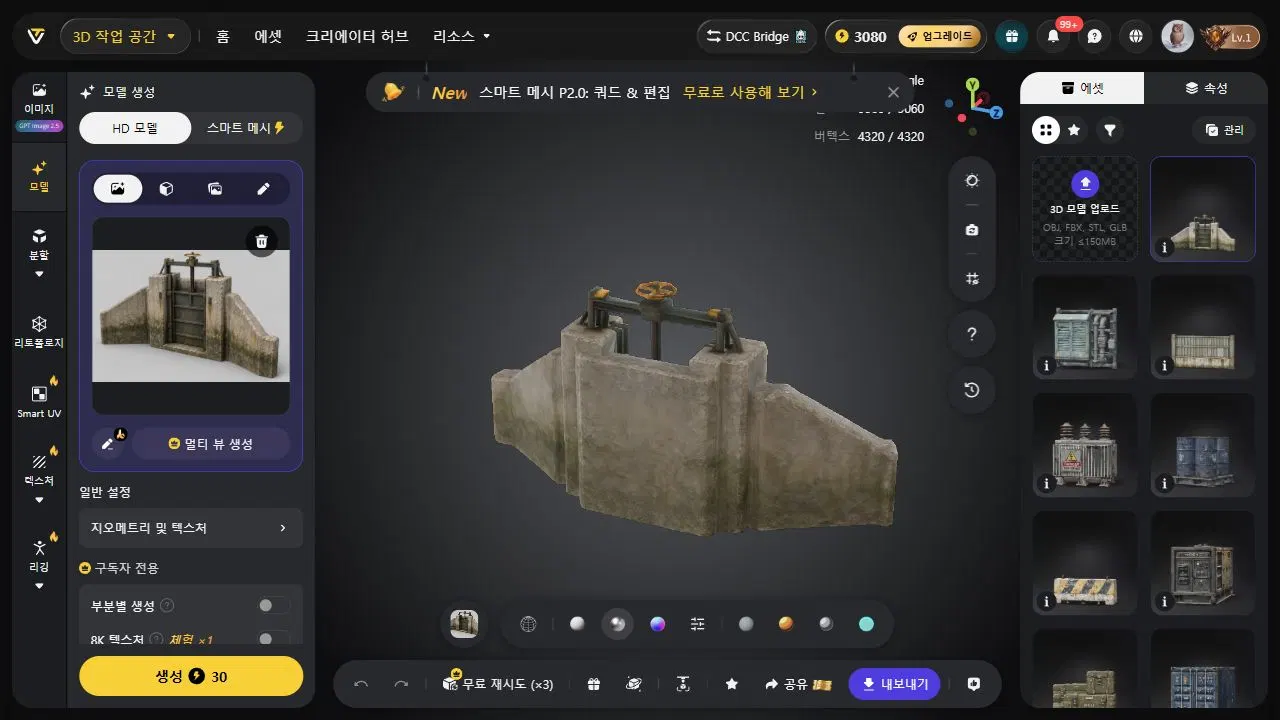 3D 작업 공간
홈
에셋
크리에이터 허브
리소스
DCC Bridge
3080
업그레이드
99+
Lv.1
이미지
GPT Image 2.5
모델
분할
리토폴로지
Smart UV
텍스처
리깅
모델 생성
HD 모델
스마트 메시
멀티 뷰 생성
일반 설정
지오메트리 및 텍스처
구독자 전용
부분별 생성
8K 텍스처
체험 ×1
생성
30
New 스마트 메시 P2.0: 쿼드 & 편집 무료로 사용해 보기
버텍스 4320 / 4320
Y
Z
무료 재시도 (×3)
공유
내보내기
에셋
속성
관리
3D 모델 업로드
OBJ, FBX, STL, GLB
크기 ≤150MB